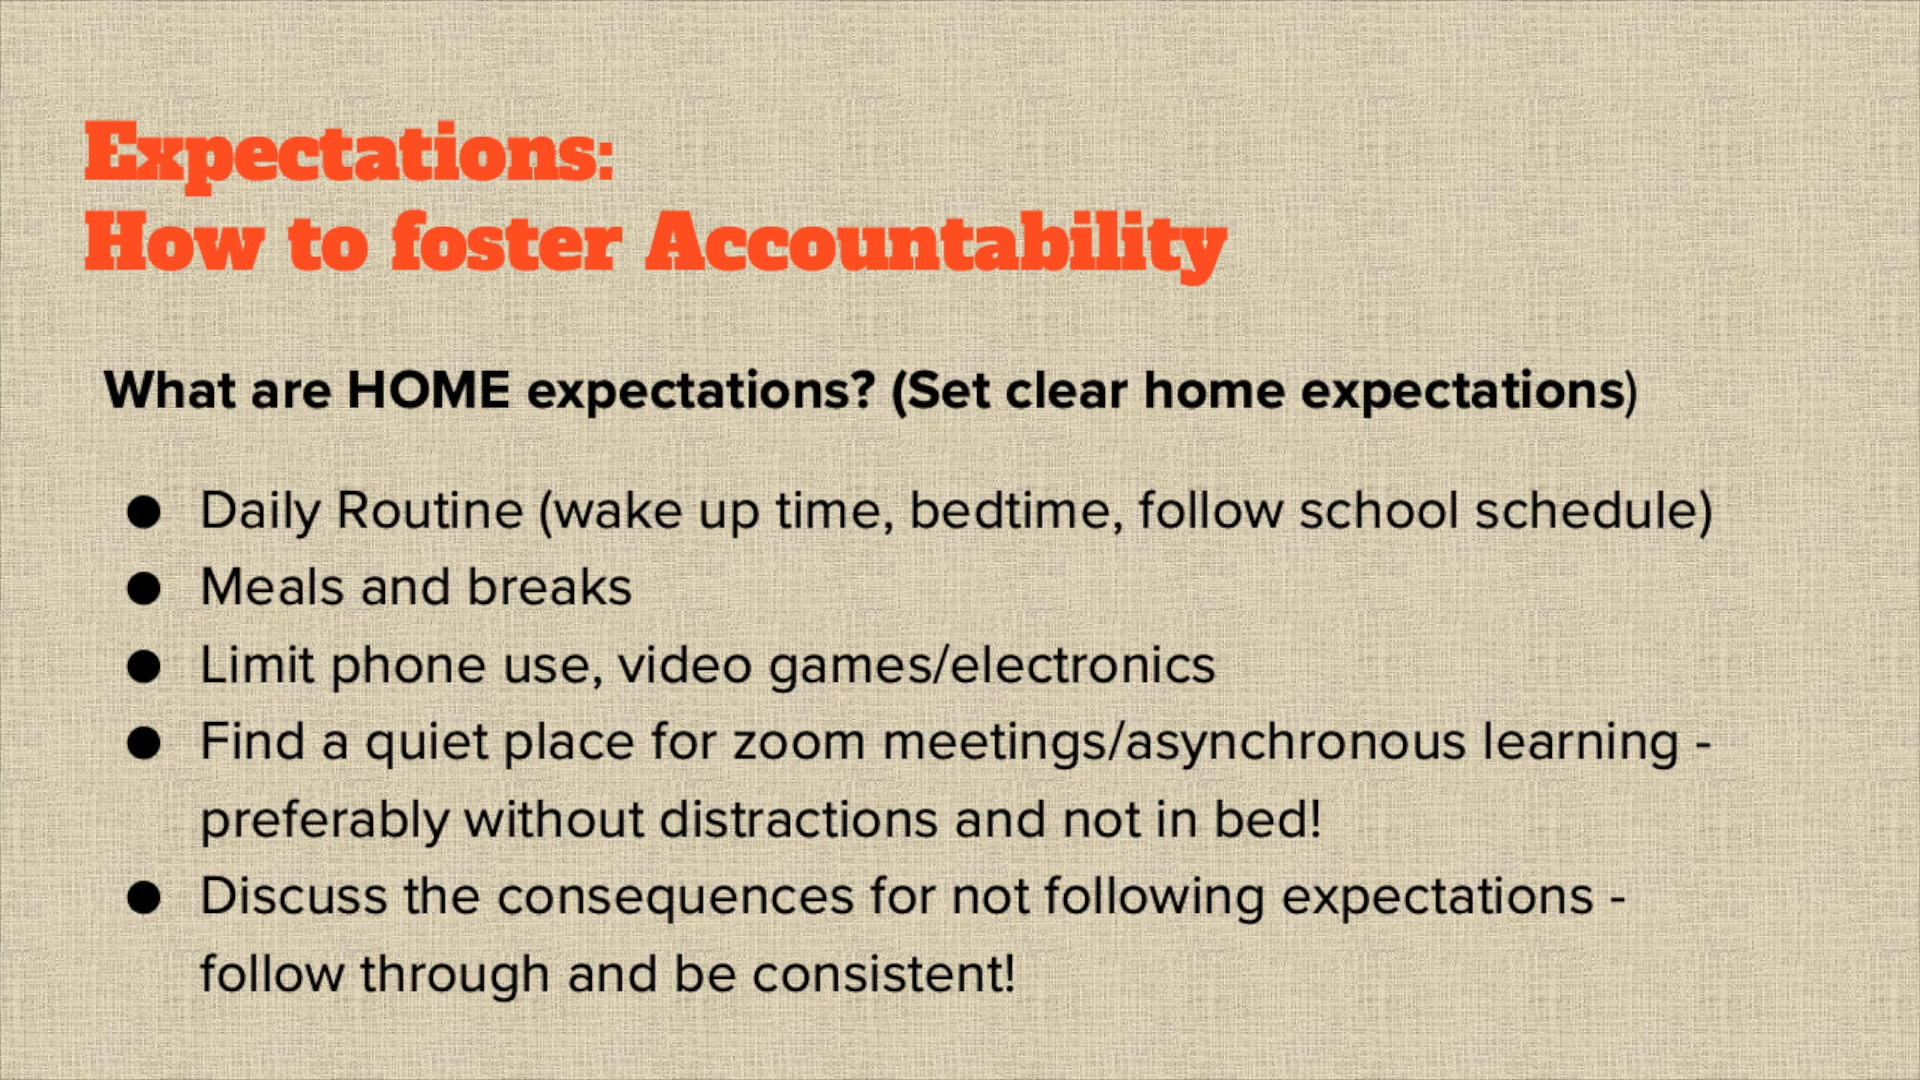 Expectations:
How to foster Accountability
What are HOME expectations? (Set clear home expectations)
● Daily Routine (wake up time, bedtime, follow school schedule)
● Meals and breaks
● Limit phone use, video games/electronics
● Find a quiet place for zoom meetings/asynchronous learning -
preferably without distractions and not in bed!
● Discuss the consequences for not following expectations -
follow through and be consistent!